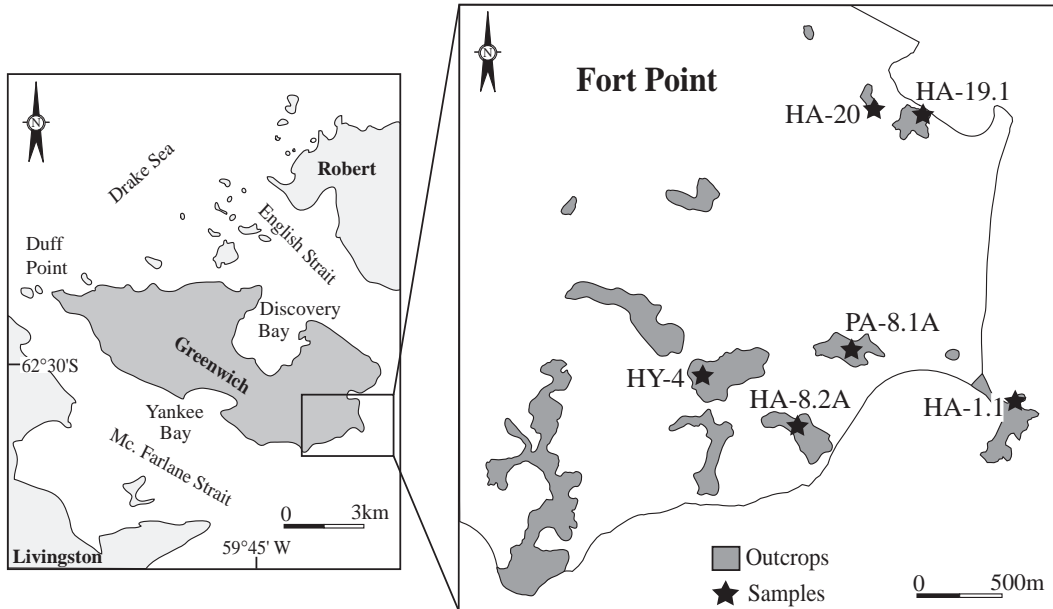 N
Drake Sea
Robert
English Strait
Duff
Point
Discovery
Bay
Greenwich
62°30'S
Yankee
Bay
Mc. Farlane Strait
0 3km
59°45' W
Livingston
N
Fort Point
HA-19.1
HA-20
PA-8.1A
HY-4
HA-8.2A
HA-1.1
Outcrops
Samples
0 500m